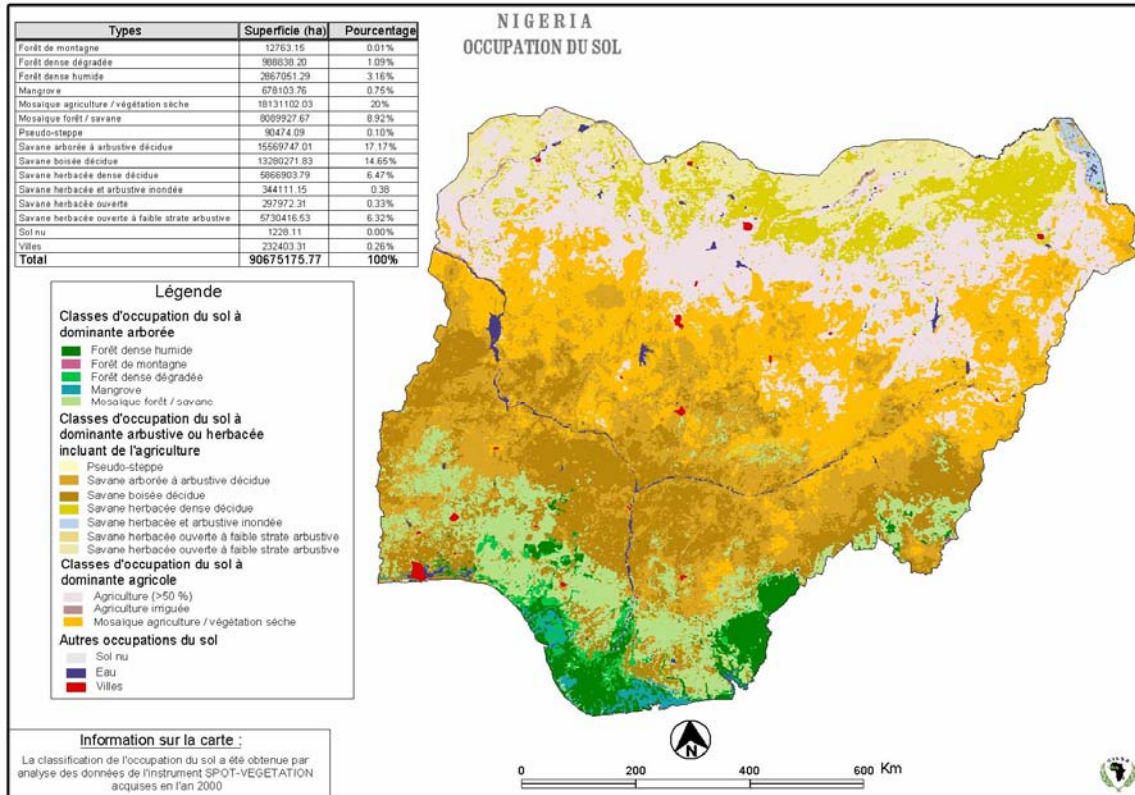 NIGERIA
OCCUPATION DU SOL
Types Superficie (ha) Pourcentage
Forêt de montagne 12763.15 0.01%
Forêt dense dégradée 988838.20 1.09%
Forêt dense humide 2867051.29 3.16%
Mangrove 678103.76 0.75%
Mosaïque agriculture / végétation sèche 18131102.03 20%
Mosaïque forêt / savane 8089927.67 8.92%
Pseudo-steppe 90474.09 0.10%
Savane arborée à arbustive décidue 15569747.01 17.17%
Savane boisée décidue 13280271.83 14.65%
Savane herbacée dense décidue 5866903.79 6.47%
Savane herbacée et arbustive inondée 344111.15 0.38
Savane herbacée ouverte 297972.31 0.33%
Savane herbacée ouverte à faible strate arbustive 5730416.53 6.32%
Sol nu 1228.11 0.00%
Villes 232403.31 0.26%
Total 90675175.77 100%
Légende
Classes d'occupation du sol à
dominante arborée
Forêt dense humide
Forêt de montagne
Forêt dense dégradée
Mangrove
Mosaïque forêt / savane
Classes d'occupation du sol à
dominante arbustive ou herbacée
incluant de l'agriculture
Pseudo-steppe
Savane arborée à arbustive décidue
Savane boisée décidue
Savane herbacée dense décidue
Savane herbacée et arbustive inondée
Savane herbacée ouverte à faible strate arbustive
Savane herbacée ouverte à faible strate arbustive
Classes d'occupation du sol à
dominante agricole
Agriculture (>50 %)
Agriculture irriguée
Mosaïque agriculture / végétation sèche
Autres occupations du sol
Sol nu
Eau
Villes
Information sur la carte :
La classification de l'occupation du sol a été obtenue par
analyse des données de l'instrument SPOT-VEGETATION
acquises en l'an 2000
N
0 200 400 600 Km